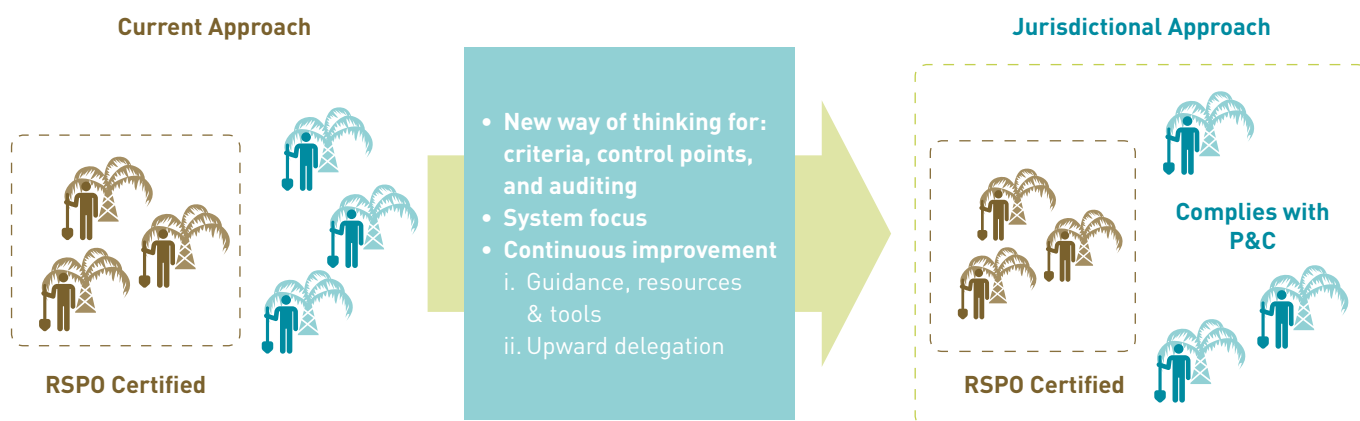 Current Approach
RSPO Certified
• New way of thinking for:
criteria, control points,
and auditing
• System focus
• Continuous improvement
i. Guidance, resources
& tools
ii. Upward delegation
Jurisdictional Approach
Complies with
P&C
RSPO Certified